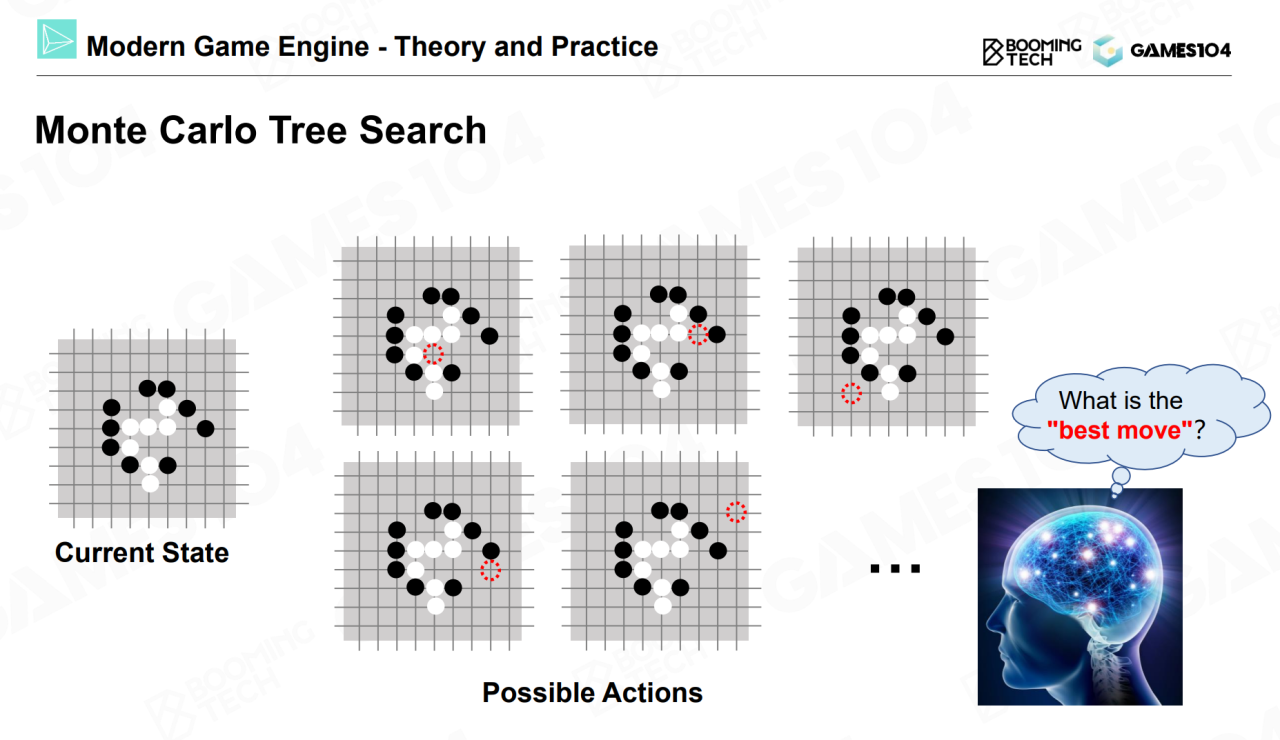 Modern Game Engine - Theory and Practice
BOOMING
TECH
GAMES104
Monte Carlo Tree Search
What is the
"best move"?
Current State
...
Possible Actions